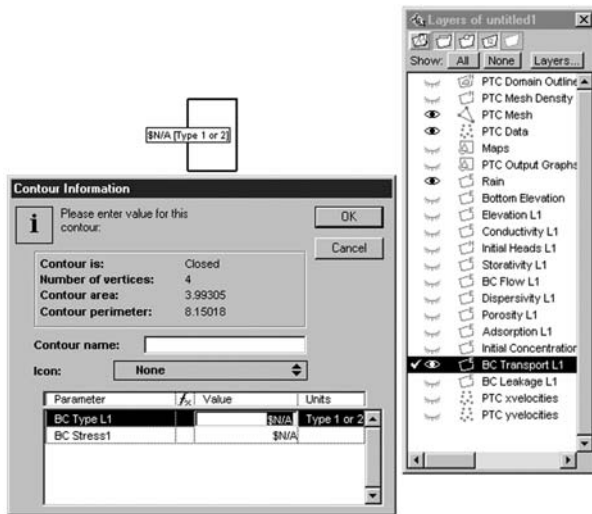 $N/A [Type 1 or 2]
Contour Information
i
Please enter value for this
contour:
OK
Cancel
Contour is: Closed
Number of vertices: 4
Contour area: 3.99305
Contour perimeter: 8.15018
Contour name:
Icon: None
Parameter fx Value Units
BC Type L1 $N/A Type 1 or 2
BC Stress1 $N/A
Layers of untitled1
Show: All None Layers...
PTC Domain Outline
PTC Mesh Density
PTC Mesh
PTC Data
Maps
PTC Output Graphs
Rain
Bottom Elevation
Elevation L1
Conductivity L1
Initial Heads L1
Storativity L1
BC Flow L1
Dispersivity L1
Porosity L1
Adsorption L1
Initial Concentration
BC Transport L1
BC Leakage L1
PTC xvelocities
PTC yvelocities